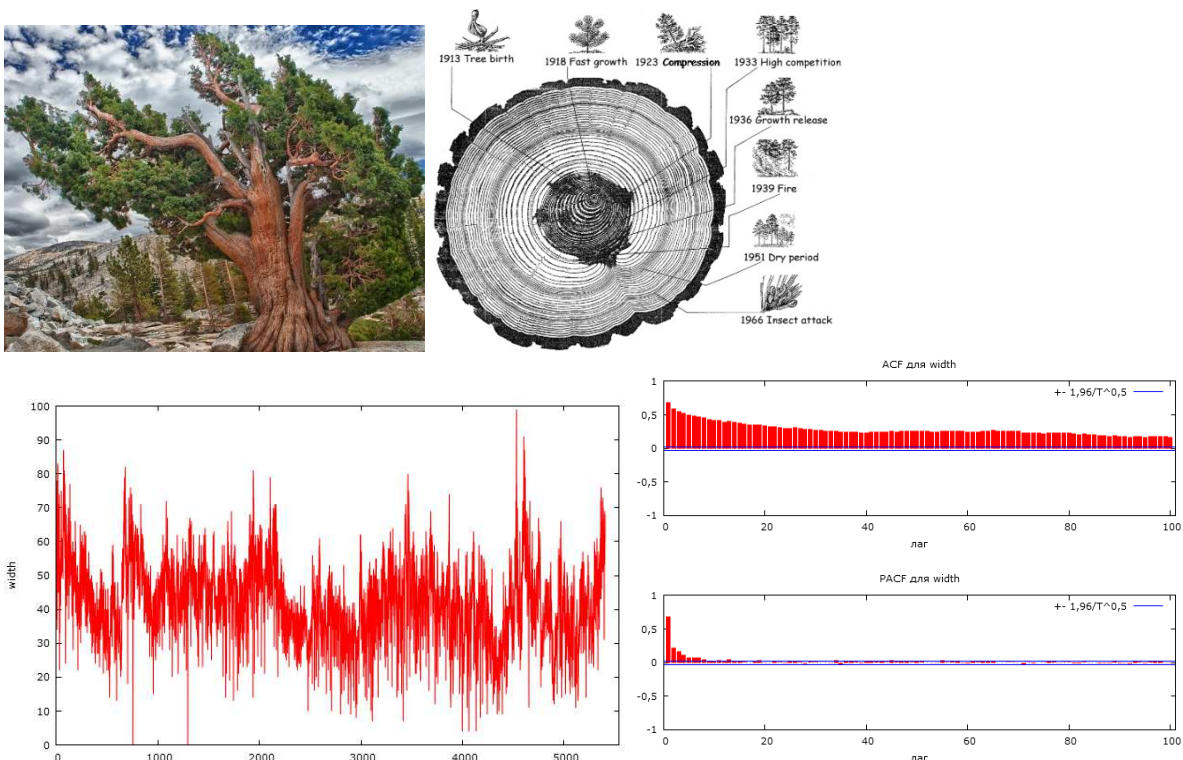 1913 Tree birth
1918 Fast growth
1923 Compression
1933 High competition
1936 Growth release
1939 Fire
1951 Dry period
1966 Insect attack
width
100
90
80
70
60
50
40
30
20
10
0
0 1000 2000 3000 4000 5000
ACF для width
+- 1,96/T^0,5
1
0,5
0
-0,5
-1
0 20 40 60 80 100
лаг
PACF для width
+- 1,96/T^0,5
1
0,5
0
-0,5
-1
0 20 40 60 80 100
лаг